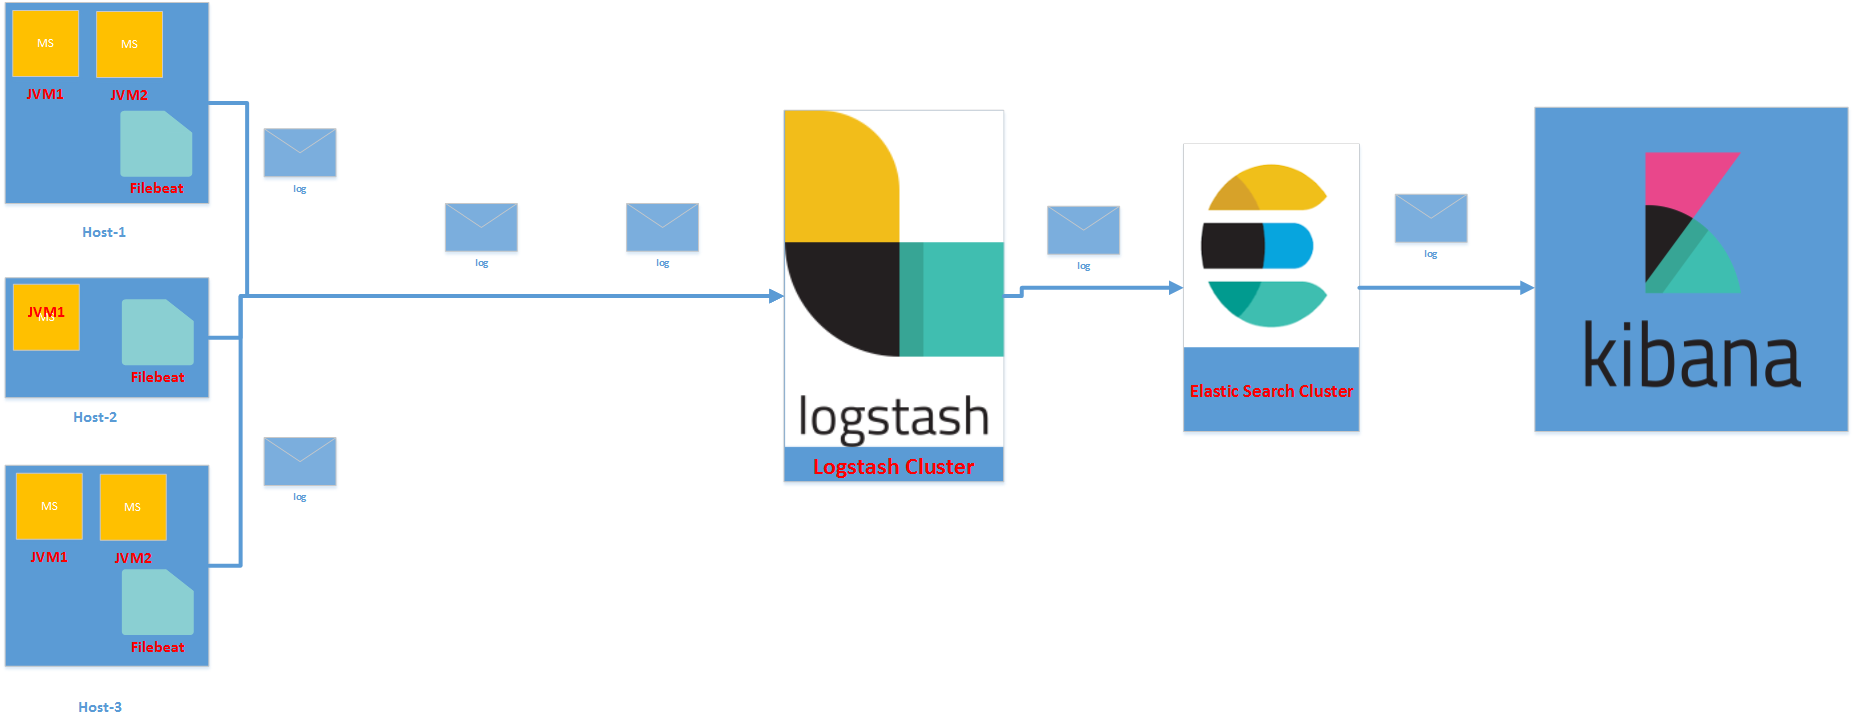 MS
MS
JVM1
JVM2
Filebeat
Host-1
JVM1
MS
Filebeat
Host-2
MS
MS
JVM1
JVM2
Filebeat
Host-3
log
log
log
log
logstash
Logstash Cluster
log
Elastic Search Cluster
log
kibana